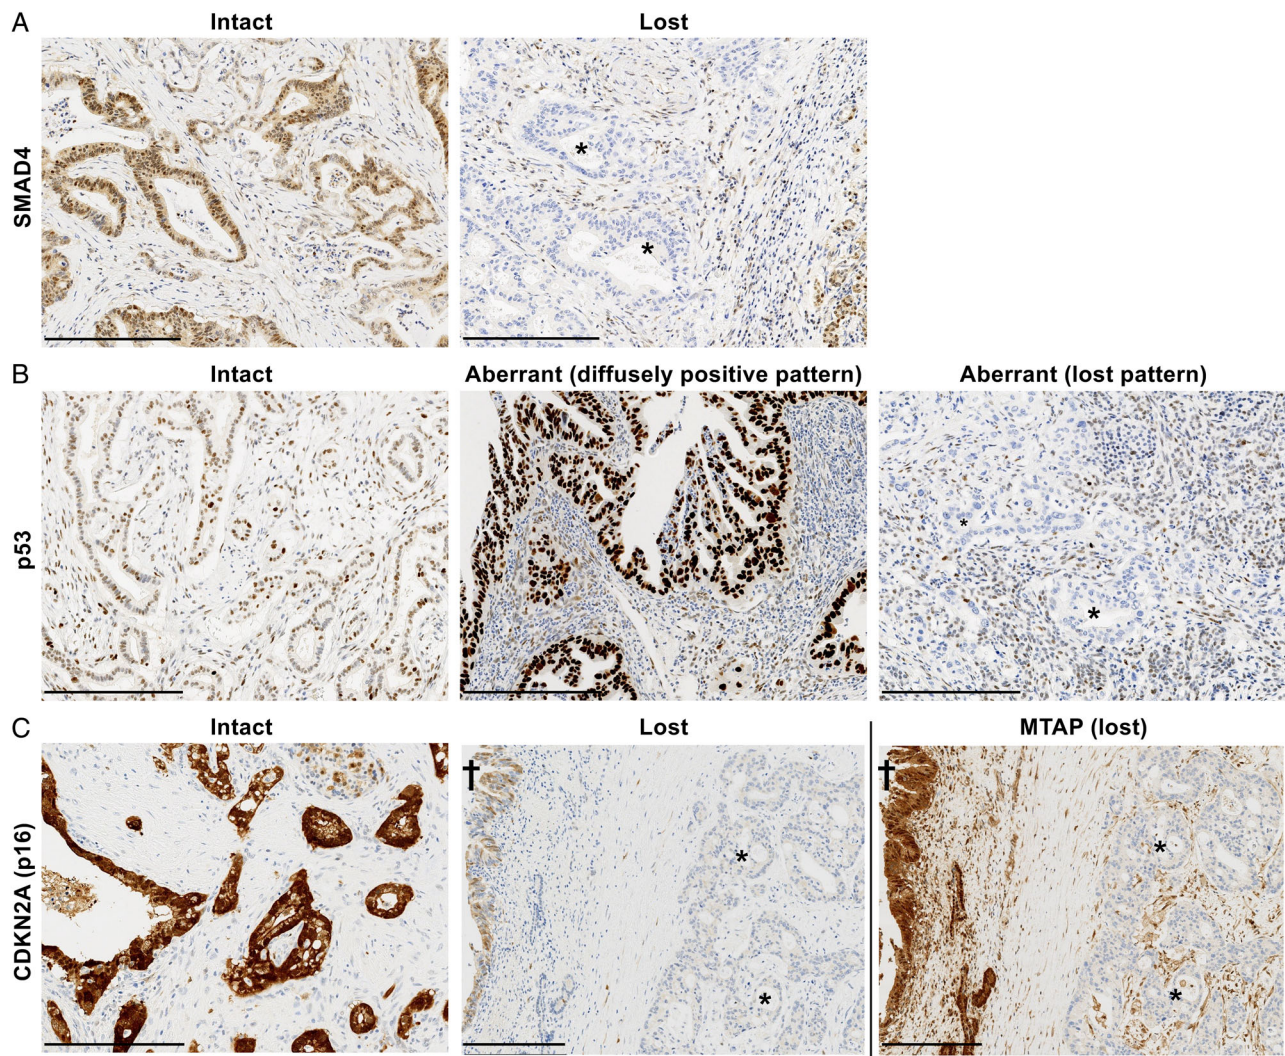 A
Intact
Lost
SMAD4
*
*
B
Intact
Aberrant (diffusely positive pattern)
Aberrant (lost pattern)
p53
*
*
C
Intact
Lost
MTAP (lost)
CDKN2A (p16)
†
*
*
†
*
*